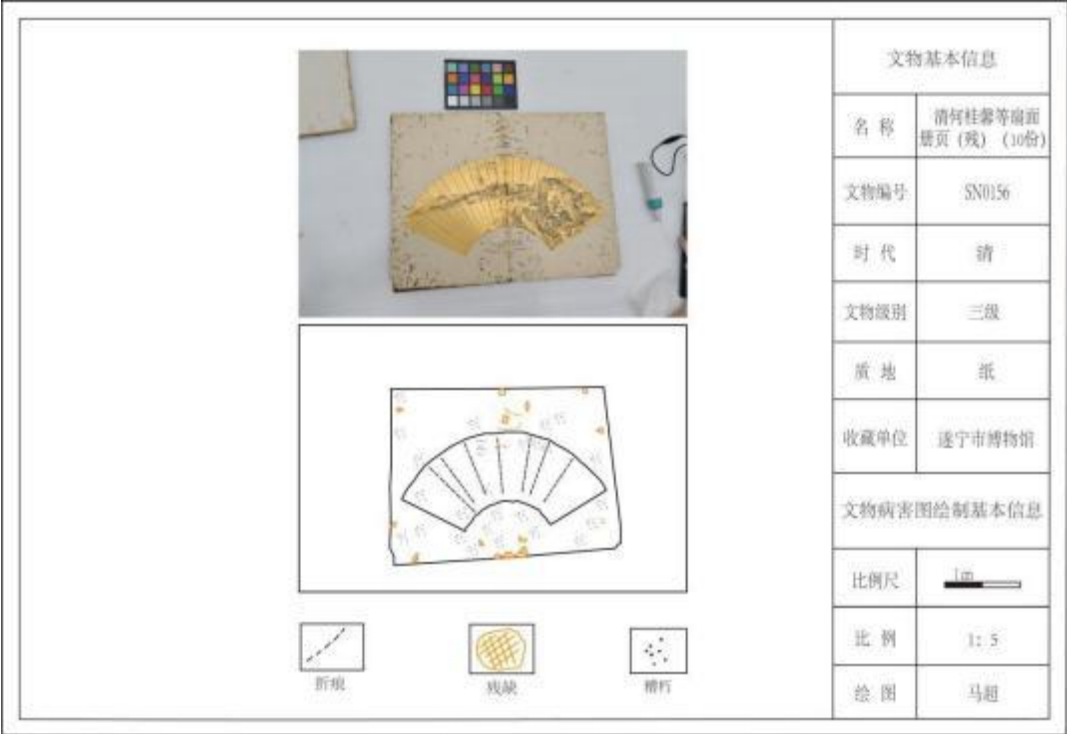 文物基本信息
名 称
清何桂馨等扇面
册页（残）（10份）
文物编号
SN0156
时 代
清
文物级别
三级
质 地
纸
收藏单位
遂宁市博物馆
文物病害图绘制基本信息
比例尺
1cm
比 例
1: 5
绘 图
马超
折痕
残缺
糟朽